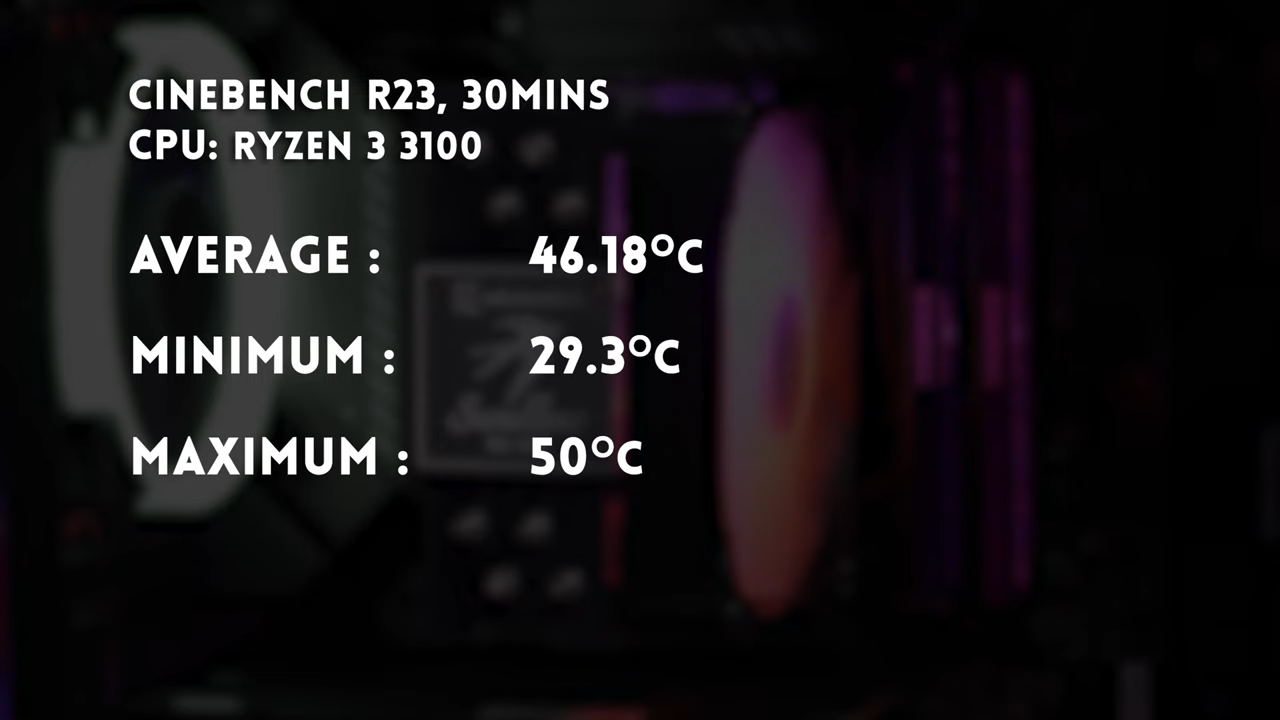 CINEBENCH R23, 30MINS
CPU: RYZEN 3 3100
AVERAGE : 46.18°C
MINIMUM : 29.3°C
MAXIMUM : 50°C